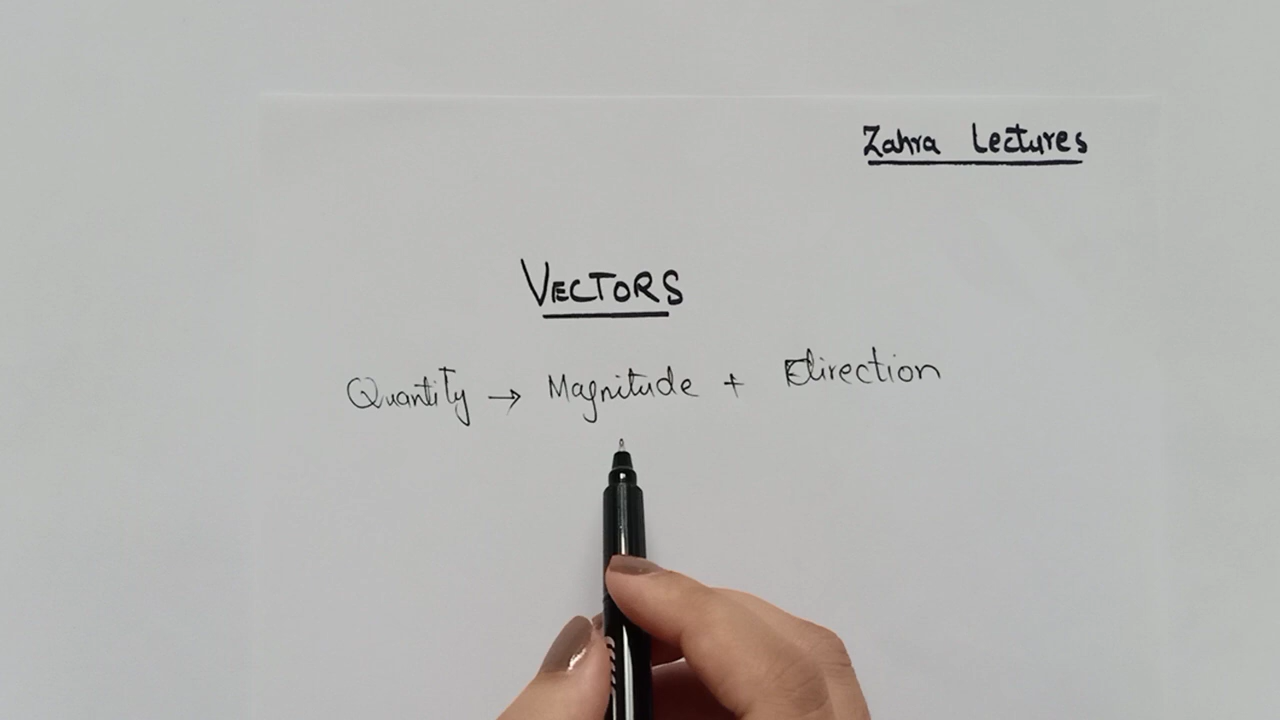 Zahra Lectures
VECTORS
Quantity → Magnitude + Direction